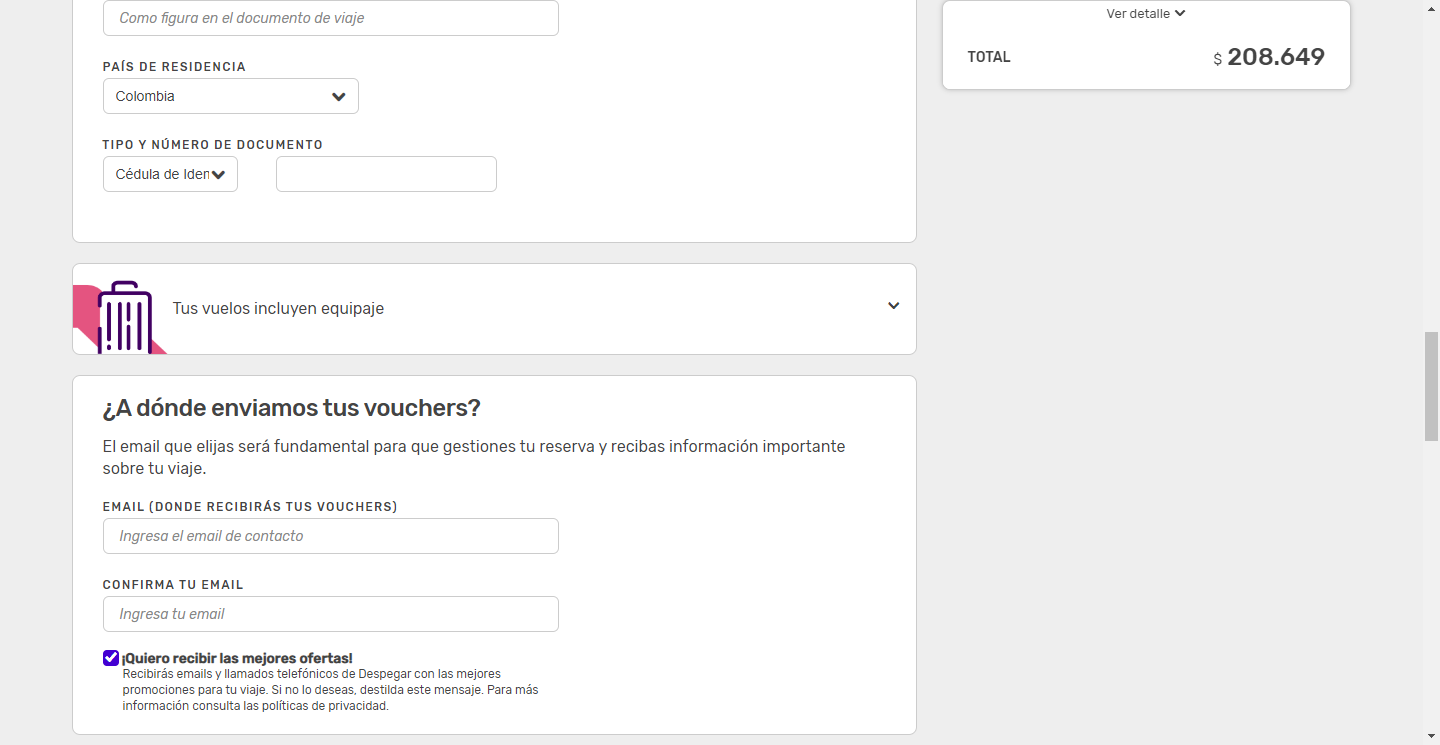 Como figura en el documento de viaje
PAÍS DE RESIDENCIA
Colombia
TIPO Y NÚMERO DE DOCUMENTO
Cédula de Iden
Tus vuelos incluyen equipaje
¿A dónde enviamos tus vouchers?
El email que elijas será fundamental para que gestiones tu reserva y recibas información importante
sobre tu viaje.
EMAIL (DONDE RECIBIRÁS TUS VOUCHERS)
Ingresa el email de contacto
CONFIRMA TU EMAIL
Ingresa tu email
¡Quiero recibir las mejores ofertas!
Recibirás emails y llamados telefónicos de Despegar con las mejores
promociones para tu viaje. Si no lo deseas, destilda este mensaje. Para más
información consulta las políticas de privacidad.
Ver detalle
TOTAL
$ 208.649